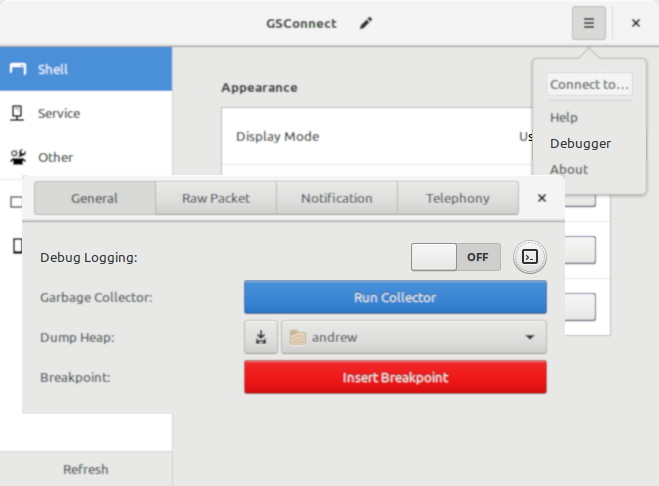 GSConnect
Shell
Service
Other
Refresh
Appearance
Display Mode
Us
Connect to...
Help
Debugger
About
General
Raw Packet
Notification
Telephony
Debug Logging:
OFF
Garbage Collector:
Run Collector
Dump Heap:
andrew
Breakpoint:
Insert Breakpoint